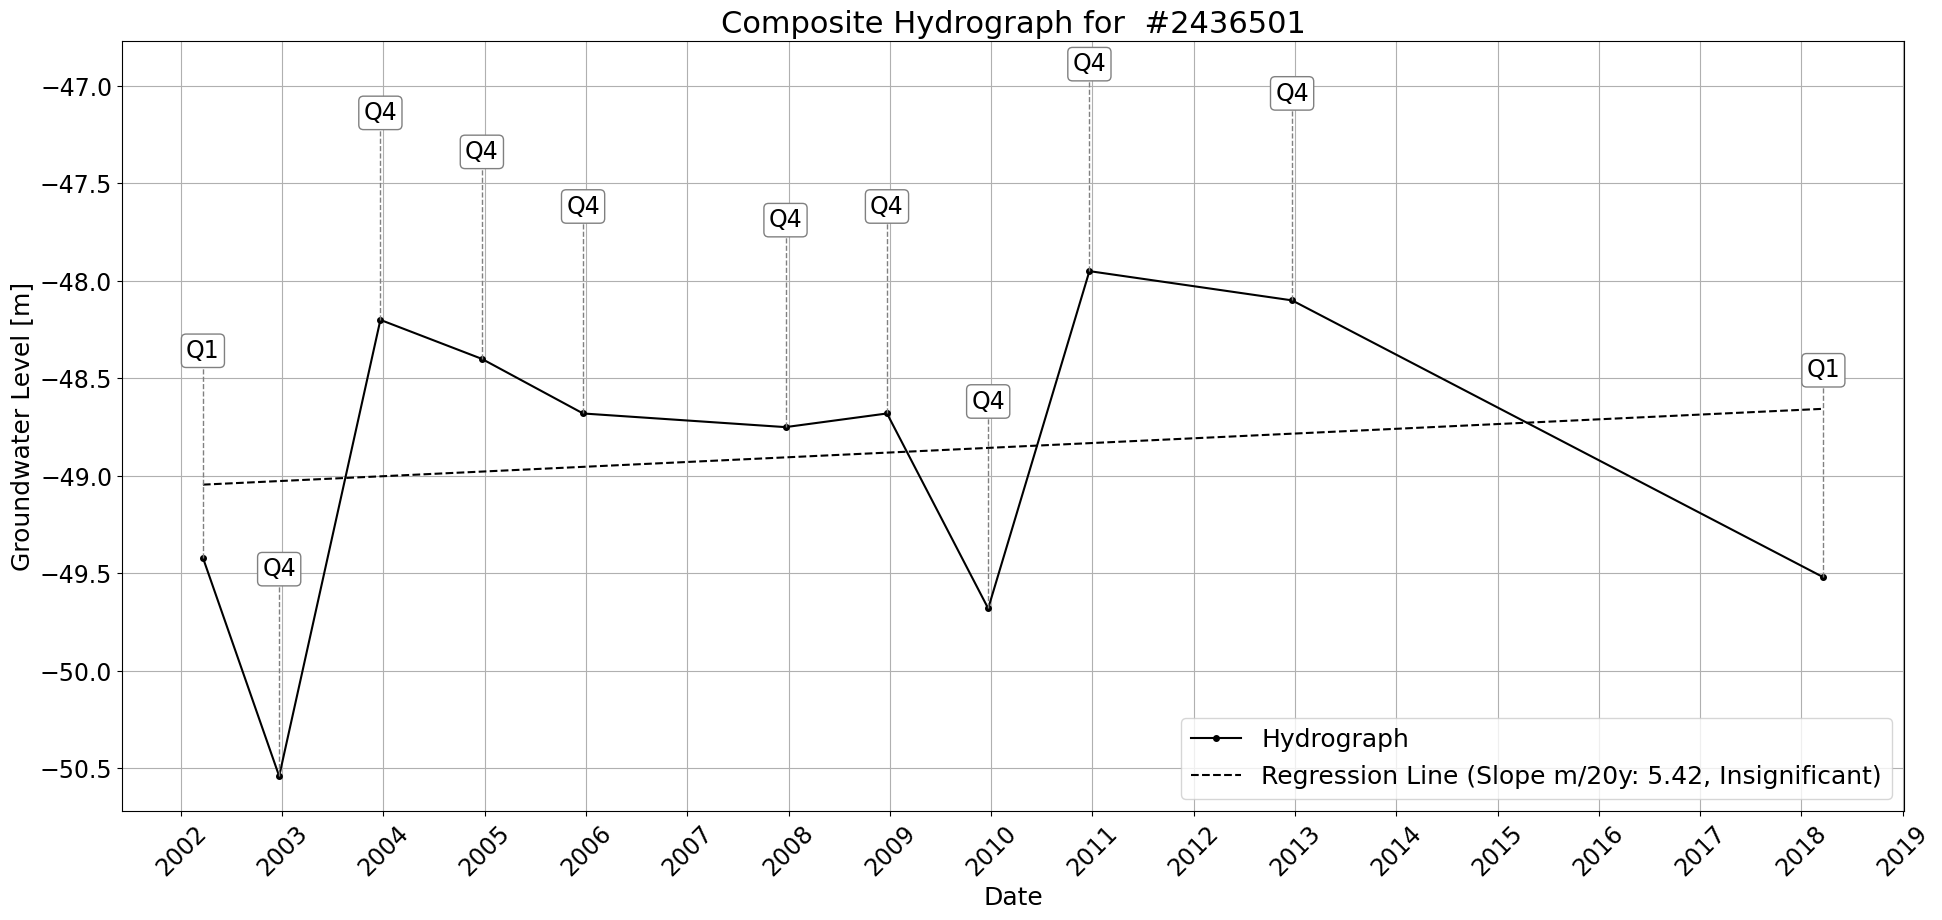 Composite Hydrograph for  #2436501
Groundwater Level [m]
−47.0
−47.5
−48.0
−48.5
−49.0
−49.5
−50.0
−50.5
Q1
Q4
Q4
Q4
Q4
Q4
Q4
Q4
Q4
Q4
Q1
Hydrograph
Regression Line (Slope m/20y: 5.42, Insignificant)
2002
2003
2004
2005
2006
2007
2008
2009
2010
2011
2012
2013
2014
2015
2016
2017
2018
2019
Date